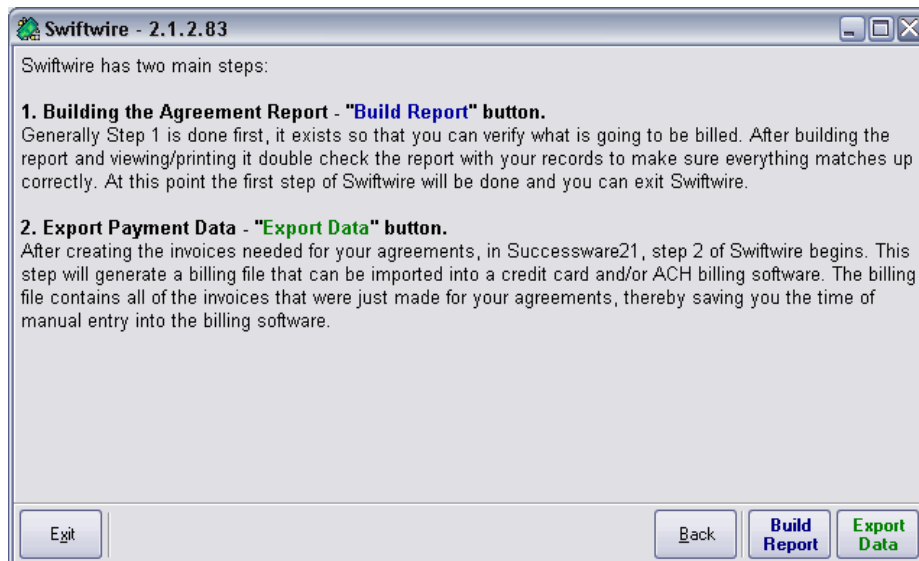 Swiftwire - 2.1.2.83
Swiftwire has two main steps:
1. Building the Agreement Report - "Build Report" button.
Generally Step 1 is done first, it exists so that you can verify what is going to be billed. After building the
report and viewing/printing it double check the report with your records to make sure everything matches up
correctly. At this point the first step of Swiftwire will be done and you can exit Swiftwire.
2. Export Payment Data - "Export Data" button.
After creating the invoices needed for your agreements, in Successware21, step 2 of Swiftwire begins. This
step will generate a billing file that can be imported into a credit card and/or ACH billing software. The billing
file contains all of the invoices that were just made for your agreements, thereby saving you the time of
manual entry into the billing software.
Exit
Back
Build
Report
Export
Data